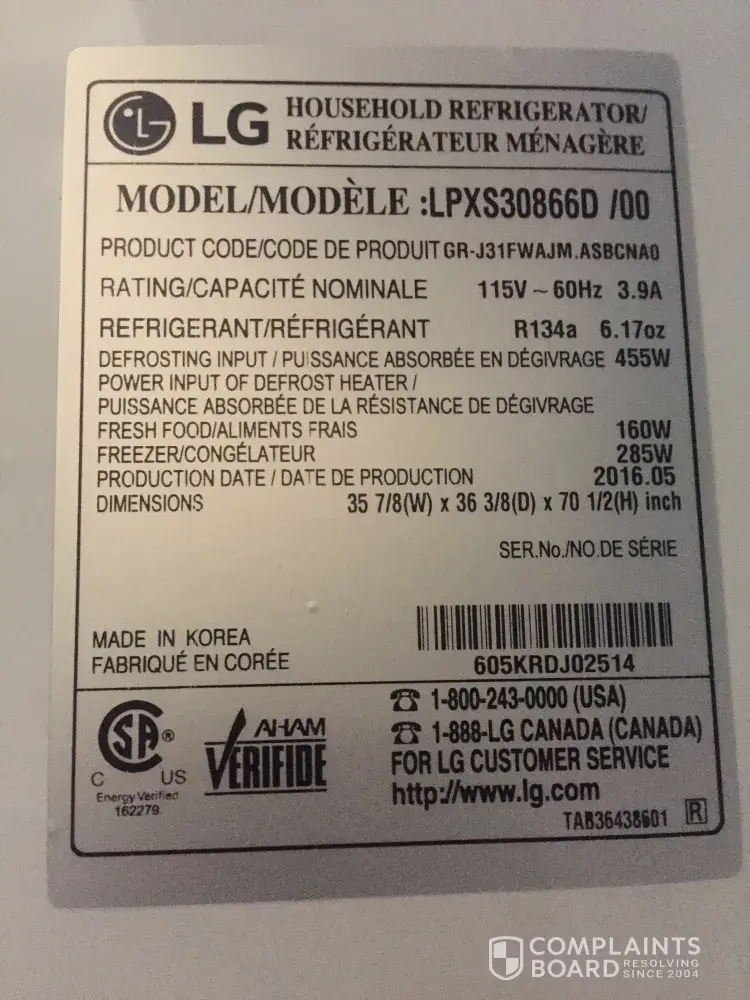 LG HOUSEHOLD REFRIGERATOR/
RÉFRIGÉRATEUR MÉNAGÈRE
MODEL/MODÈLE :LPXS30866D /00
PRODUCT CODE/CODE DE PRODUIT GR-J31FWAJM.ASBCNA0
RATING/CAPACITÉ NOMINALE 115V ~ 60Hz 3.9A
REFRIGERANT/RÉFRIGÉRANT R134a 6.17oz
DEFROSTING INPUT / PUISSANCE ABSORBÉE EN DÉGIVRAGE 455W
POWER INPUT OF DEFROST HEATER /
PUISSANCE ABSORBÉE DE LA RÉSISTANCE DE DÉGIVRAGE
FRESH FOOD/ALIMENTS FRAIS 160W
FREEZER/CONGÉLATEUR 285W
PRODUCTION DATE / DATE DE PRODUCTION 2016.05
DIMENSIONS 35 7/8(W) x 36 3/8(D) x 70 1/2(H) inch
SER.No./NO.DE SÉRIE
MADE IN KOREA
FABRIQUÉ EN CORÉE
605KRDJ02514
CSA®
C US
Energy Verified
162279
AHAM
VERIFIDE
☎ 1-800-243-0000 (USA)
☎ 1-888-LG CANADA (CANADA)
FOR LG CUSTOMER SERVICE
http://www.lg.com
TAB36438601 R
COMPLAINTS
BOARD RESOLVING
SINCE 2004